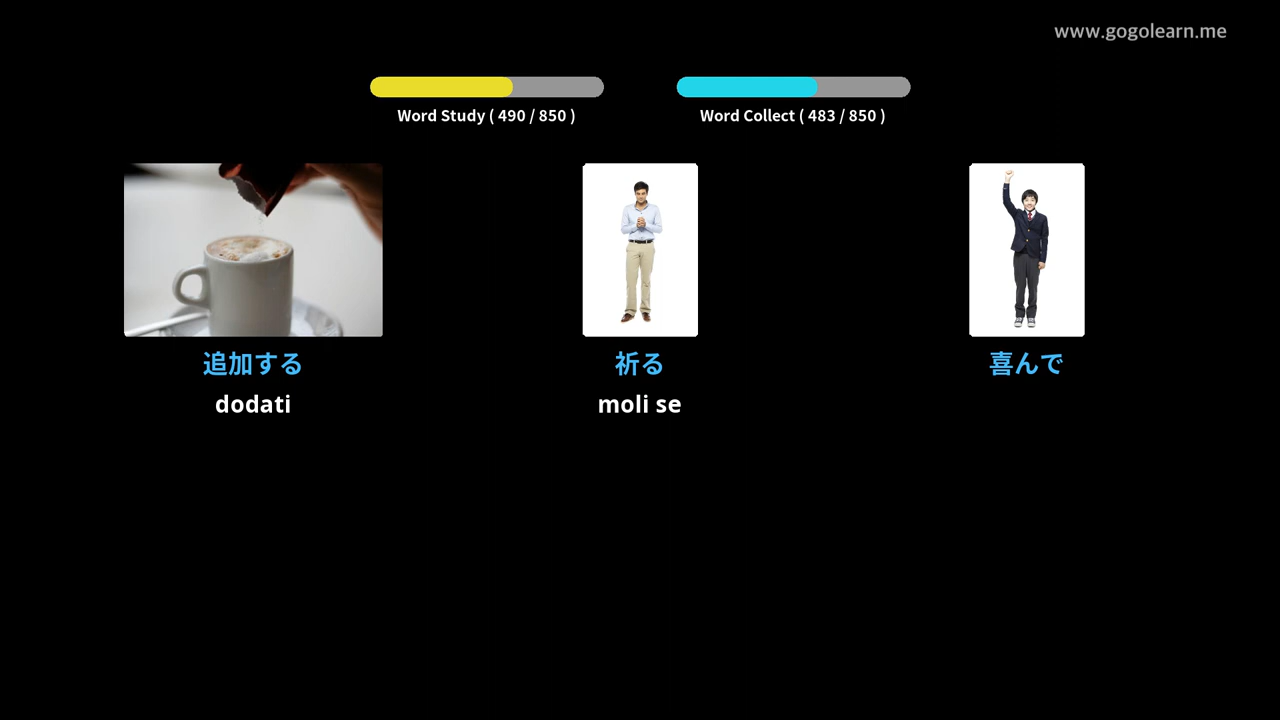 www.gogolearn.me
Word Study ( 490 / 850 )
Word Collect ( 483 / 850 )
追加する
祈る
喜んで
dodati
moli se